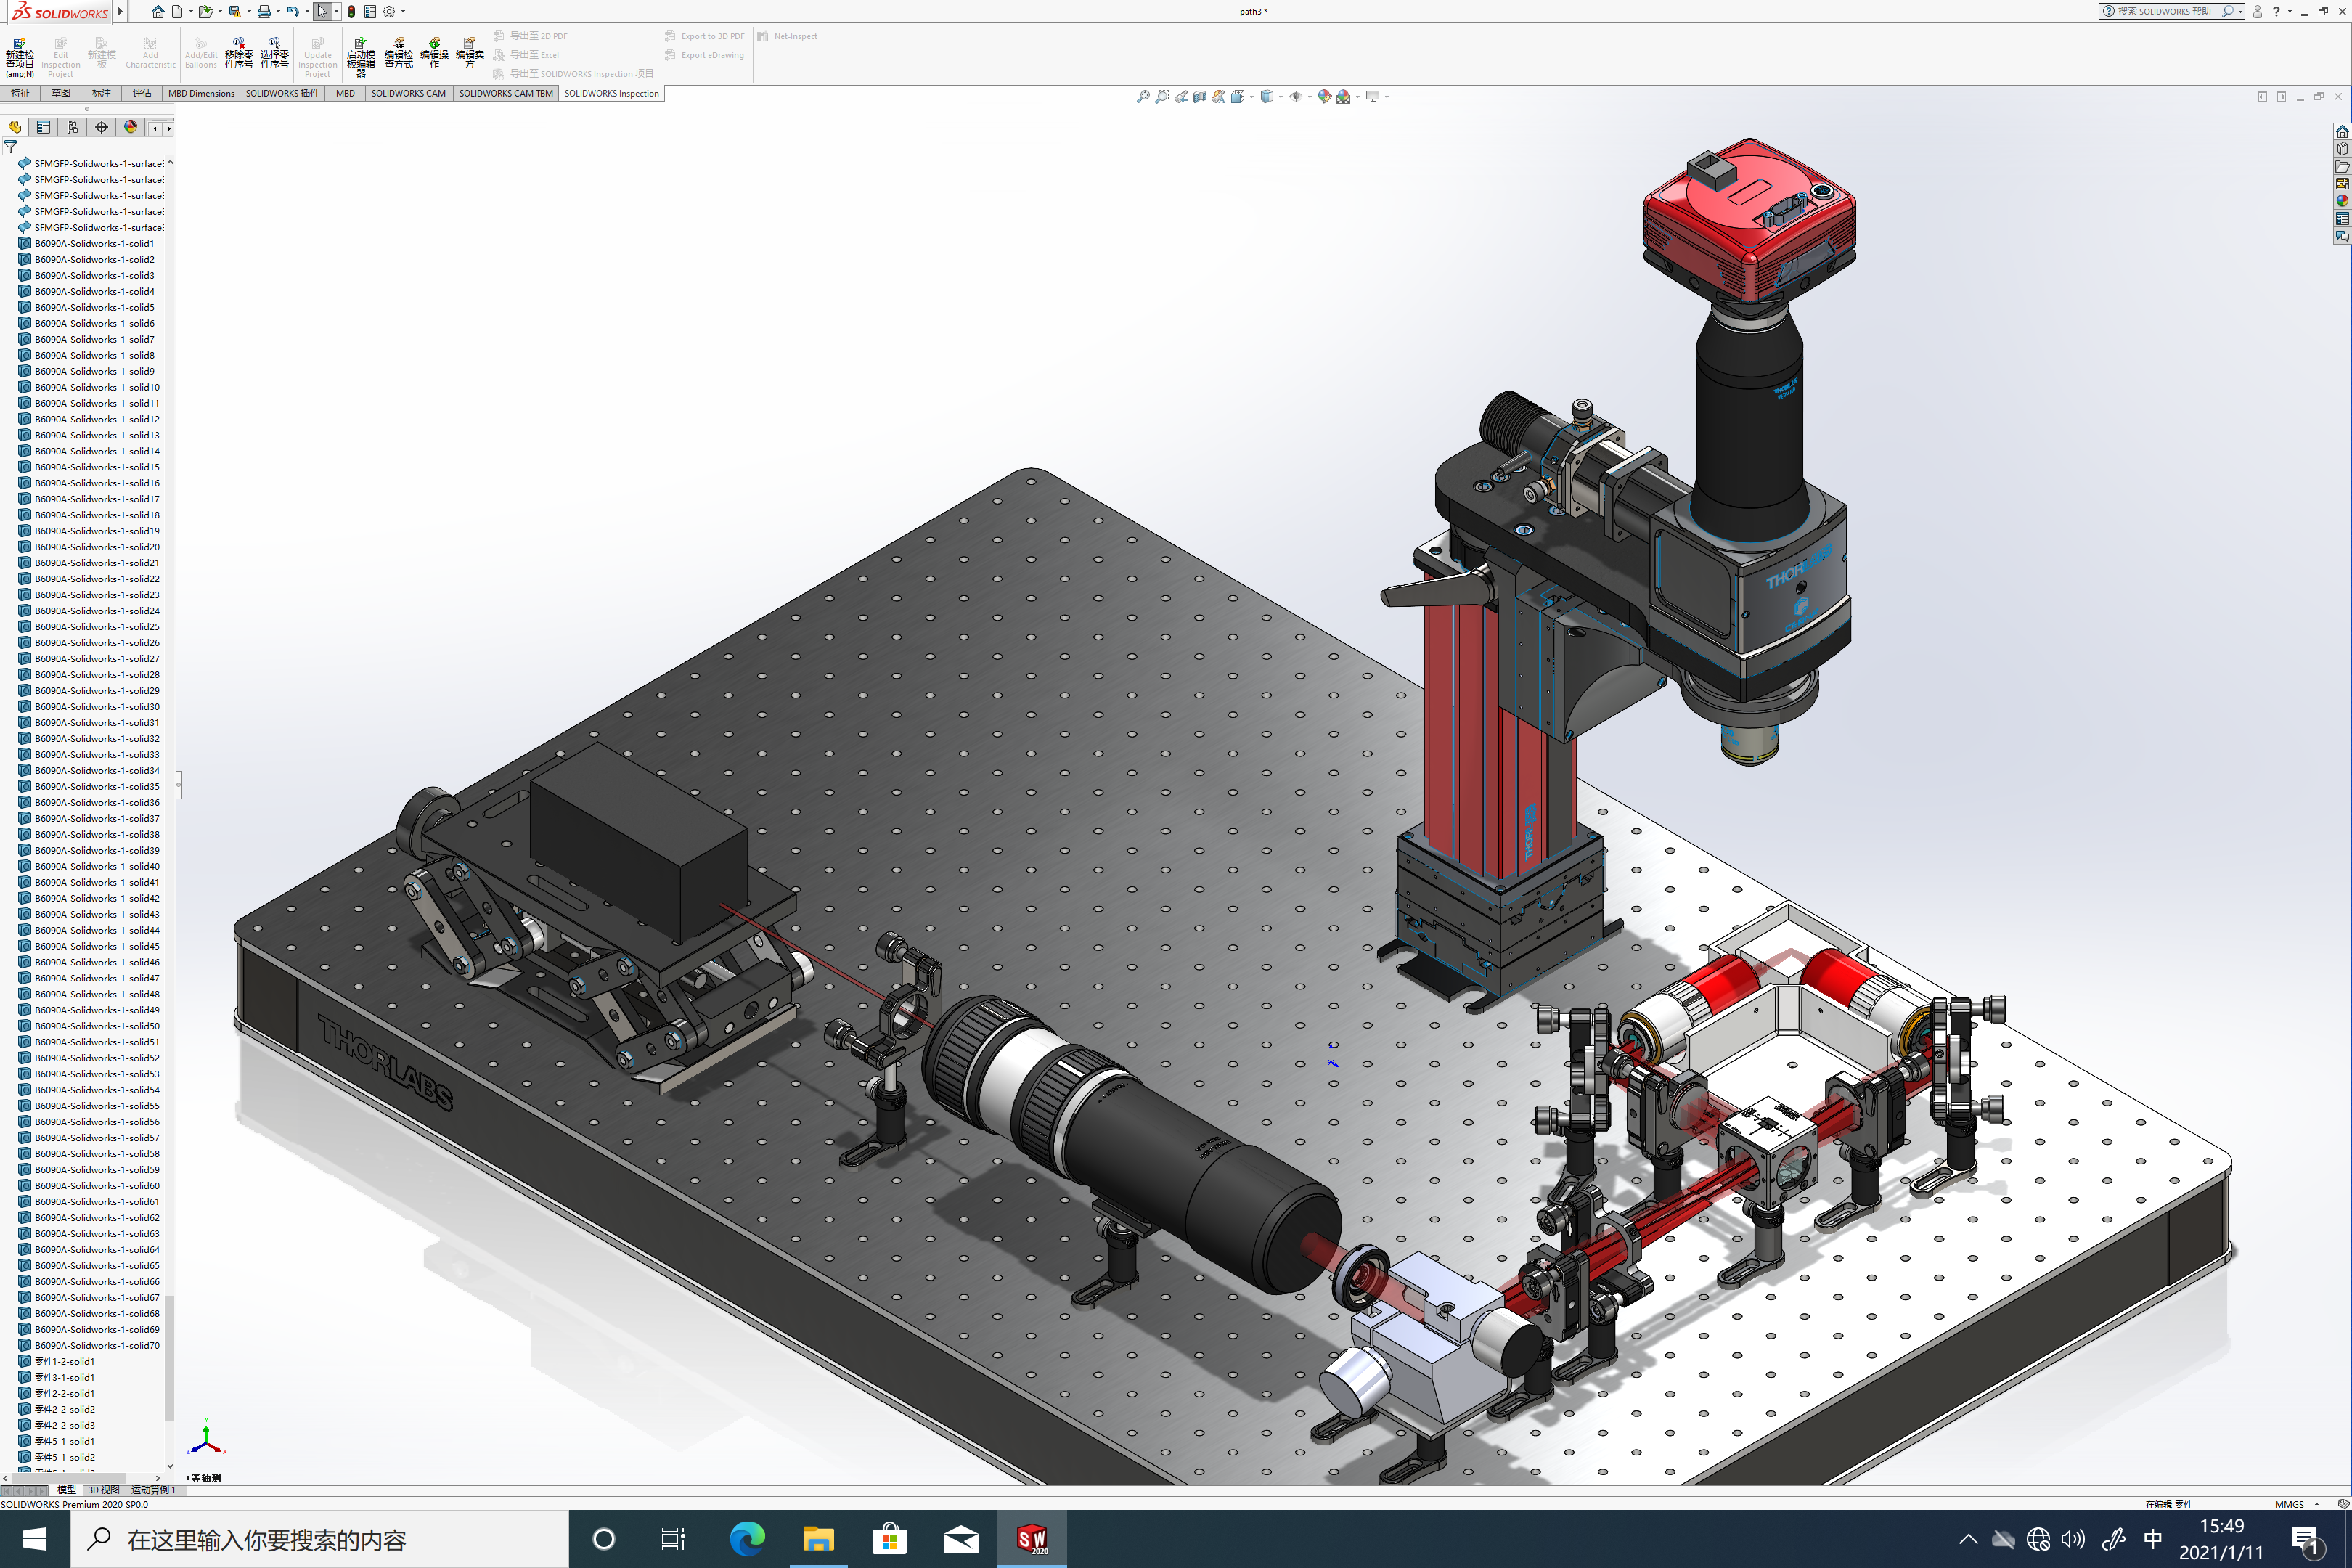 SOLIDWORKS
path3 *
搜索 SOLIDWORKS 帮助
新建检查项目 (amp;N)
Edit Inspection Project
新建模板
Add Characteristic
Add/Edit Balloons
移除零件序号
选择零件序号
Update Inspection Project
启动模板编辑器
编辑检查方式
编辑操作
编辑卖方
导出至 2D PDF
导出至 Excel
导出至 SOLIDWORKS Inspection 项目
Export to 3D PDF
Export eDrawing
Net-Inspect
特征
草图
标注
评估
MBD Dimensions
SOLIDWORKS 插件
MBD
SOLIDWORKS CAM
SOLIDWORKS CAM TBM
SOLIDWORKS Inspection
SFMGFP-Solidworks-1-surface
SFMGFP-Solidworks-1-surface
SFMGFP-Solidworks-1-surface
SFMGFP-Solidworks-1-surface
SFMGFP-Solidworks-1-surface
B6090A-Solidworks-1-solid1
B6090A-Solidworks-1-solid2
B6090A-Solidworks-1-solid3
B6090A-Solidworks-1-solid4
B6090A-Solidworks-1-solid5
B6090A-Solidworks-1-solid6
B6090A-Solidworks-1-solid7
B6090A-Solidworks-1-solid8
B6090A-Solidworks-1-solid9
B6090A-Solidworks-1-solid10
B6090A-Solidworks-1-solid11
B6090A-Solidworks-1-solid12
B6090A-Solidworks-1-solid13
B6090A-Solidworks-1-solid14
B6090A-Solidworks-1-solid15
B6090A-Solidworks-1-solid16
B6090A-Solidworks-1-solid17
B6090A-Solidworks-1-solid18
B6090A-Solidworks-1-solid19
B6090A-Solidworks-1-solid20
B6090A-Solidworks-1-solid21
B6090A-Solidworks-1-solid22
B6090A-Solidworks-1-solid23
B6090A-Solidworks-1-solid24
B6090A-Solidworks-1-solid25
B6090A-Solidworks-1-solid26
B6090A-Solidworks-1-solid27
B6090A-Solidworks-1-solid28
B6090A-Solidworks-1-solid29
B6090A-Solidworks-1-solid30
B6090A-Solidworks-1-solid31
B6090A-Solidworks-1-solid32
B6090A-Solidworks-1-solid33
B6090A-Solidworks-1-solid34
B6090A-Solidworks-1-solid35
B6090A-Solidworks-1-solid36
B6090A-Solidworks-1-solid37
B6090A-Solidworks-1-solid38
B6090A-Solidworks-1-solid39
B6090A-Solidworks-1-solid40
B6090A-Solidworks-1-solid41
B6090A-Solidworks-1-solid42
B6090A-Solidworks-1-solid43
B6090A-Solidworks-1-solid44
B6090A-Solidworks-1-solid45
B6090A-Solidworks-1-solid46
B6090A-Solidworks-1-solid47
B6090A-Solidworks-1-solid48
B6090A-Solidworks-1-solid49
B6090A-Solidworks-1-solid50
B6090A-Solidworks-1-solid51
B6090A-Solidworks-1-solid52
B6090A-Solidworks-1-solid53
B6090A-Solidworks-1-solid54
B6090A-Solidworks-1-solid55
B6090A-Solidworks-1-solid56
B6090A-Solidworks-1-solid57
B6090A-Solidworks-1-solid58
B6090A-Solidworks-1-solid59
B6090A-Solidworks-1-solid60
B6090A-Solidworks-1-solid61
B6090A-Solidworks-1-solid62
B6090A-Solidworks-1-solid63
B6090A-Solidworks-1-solid64
B6090A-Solidworks-1-solid65
B6090A-Solidworks-1-solid66
B6090A-Solidworks-1-solid67
B6090A-Solidworks-1-solid68
B6090A-Solidworks-1-solid69
B6090A-Solidworks-1-solid70
零件1-2-solid1
零件3-1-solid1
零件2-2-solid1
零件2-2-solid2
零件2-2-solid3
零件5-1-solid1
零件5-1-solid2
THORLABS
THORLABS
THORLABS
Y
X
Z
*等轴测
模型
3D 视图
运动算例 1
SOLIDWORKS Premium 2020 SP0.0
在编辑 零件
MMGS
在这里输入你要搜索的内容
SW 2020
中
15:49
2021/1/11
1